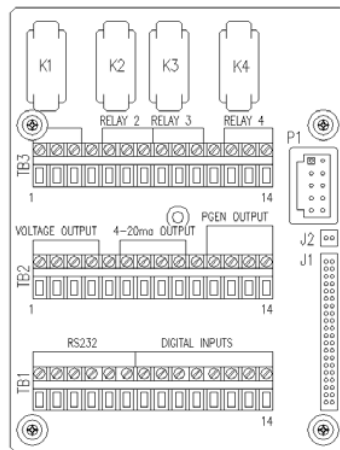 K1 K2 K3 K4
RELAY 2 RELAY 3 RELAY 4
P1
TB3
1 14
PGEN OUTPUT
VOLTAGE OUTPUT 4-20ma OUTPUT
J2
J1
TB2
1 14
RS232 DIGITAL INPUTS
TB1
14